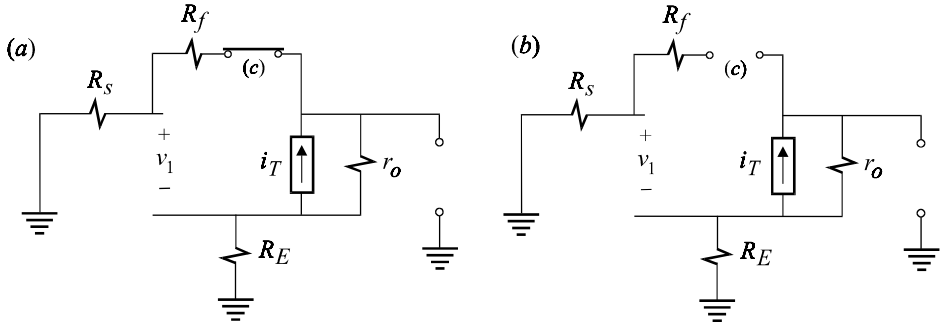 (a)
R_f
(c)
R_s
+
v_1
−
i_T
r_o
R_E
(b)
R_f
(c)
R_s
+
v_1
−
i_T
r_o
R_E